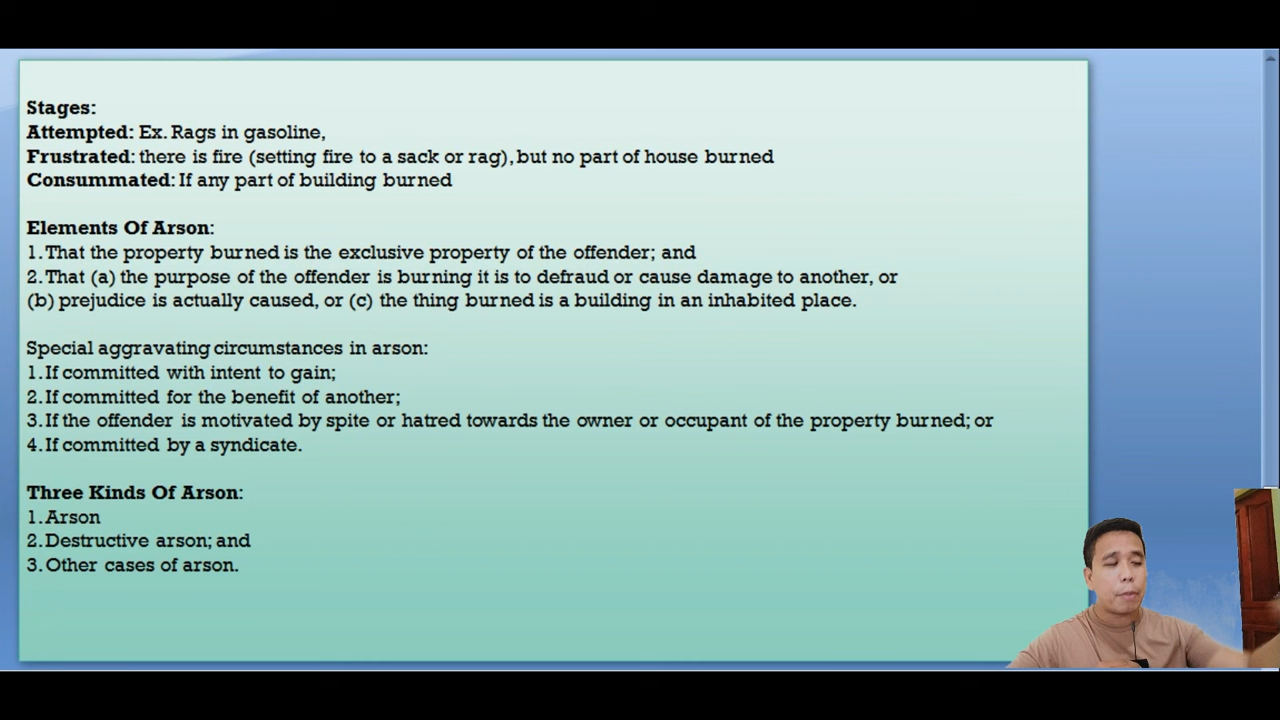 Stages:
Attempted: Ex. Rags in gasoline,
Frustrated: there is fire (setting fire to a sack or rag), but no part of house burned
Consummated: If any part of building burned
Elements Of Arson:
1. That the property burned is the exclusive property of the offender; and
2. That (a) the purpose of the offender is burning it is to defraud or cause damage to another, or
(b) prejudice is actually caused, or (c) the thing burned is a building in an inhabited place.
Special aggravating circumstances in arson:
1. If committed with intent to gain;
2. If committed for the benefit of another;
3. If the offender is motivated by spite or hatred towards the owner or occupant of the property burned; or
4. If committed by a syndicate.
Three Kinds Of Arson:
1. Arson
2. Destructive arson; and
3. Other cases of arson.